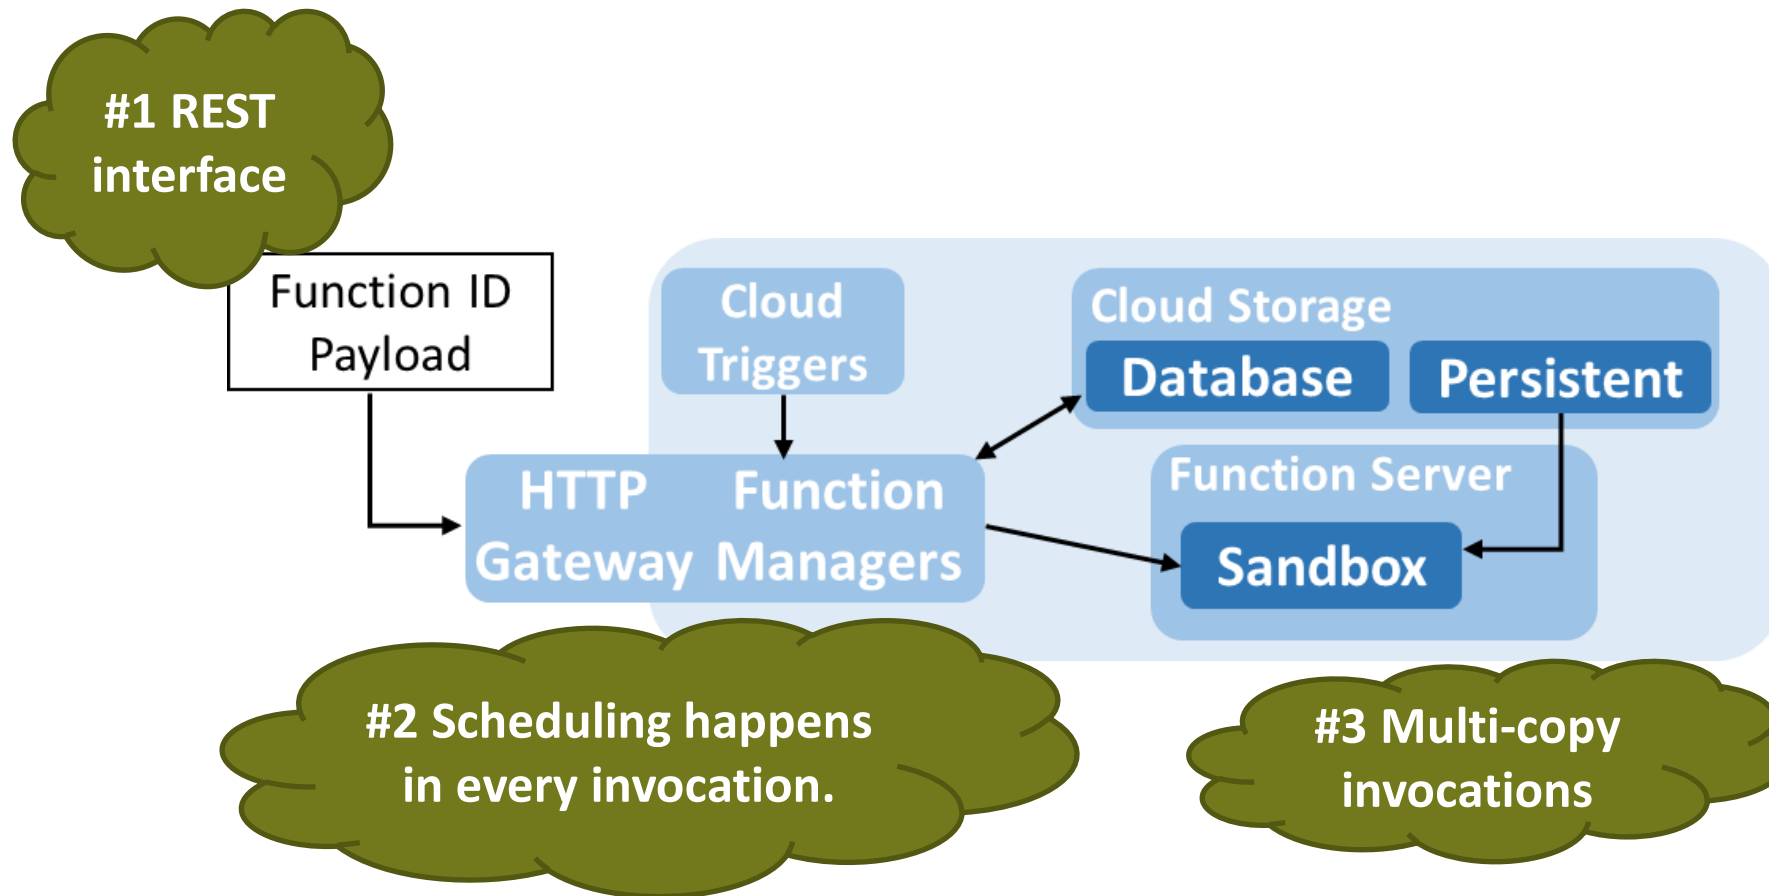 #1 REST
interface
Function ID
Payload
Cloud
Triggers
Cloud Storage
Database
Persistent
HTTP
Gateway
Function
Managers
Function Server
Sandbox
#2 Scheduling happens
in every invocation.
#3 Multi-copy
invocations